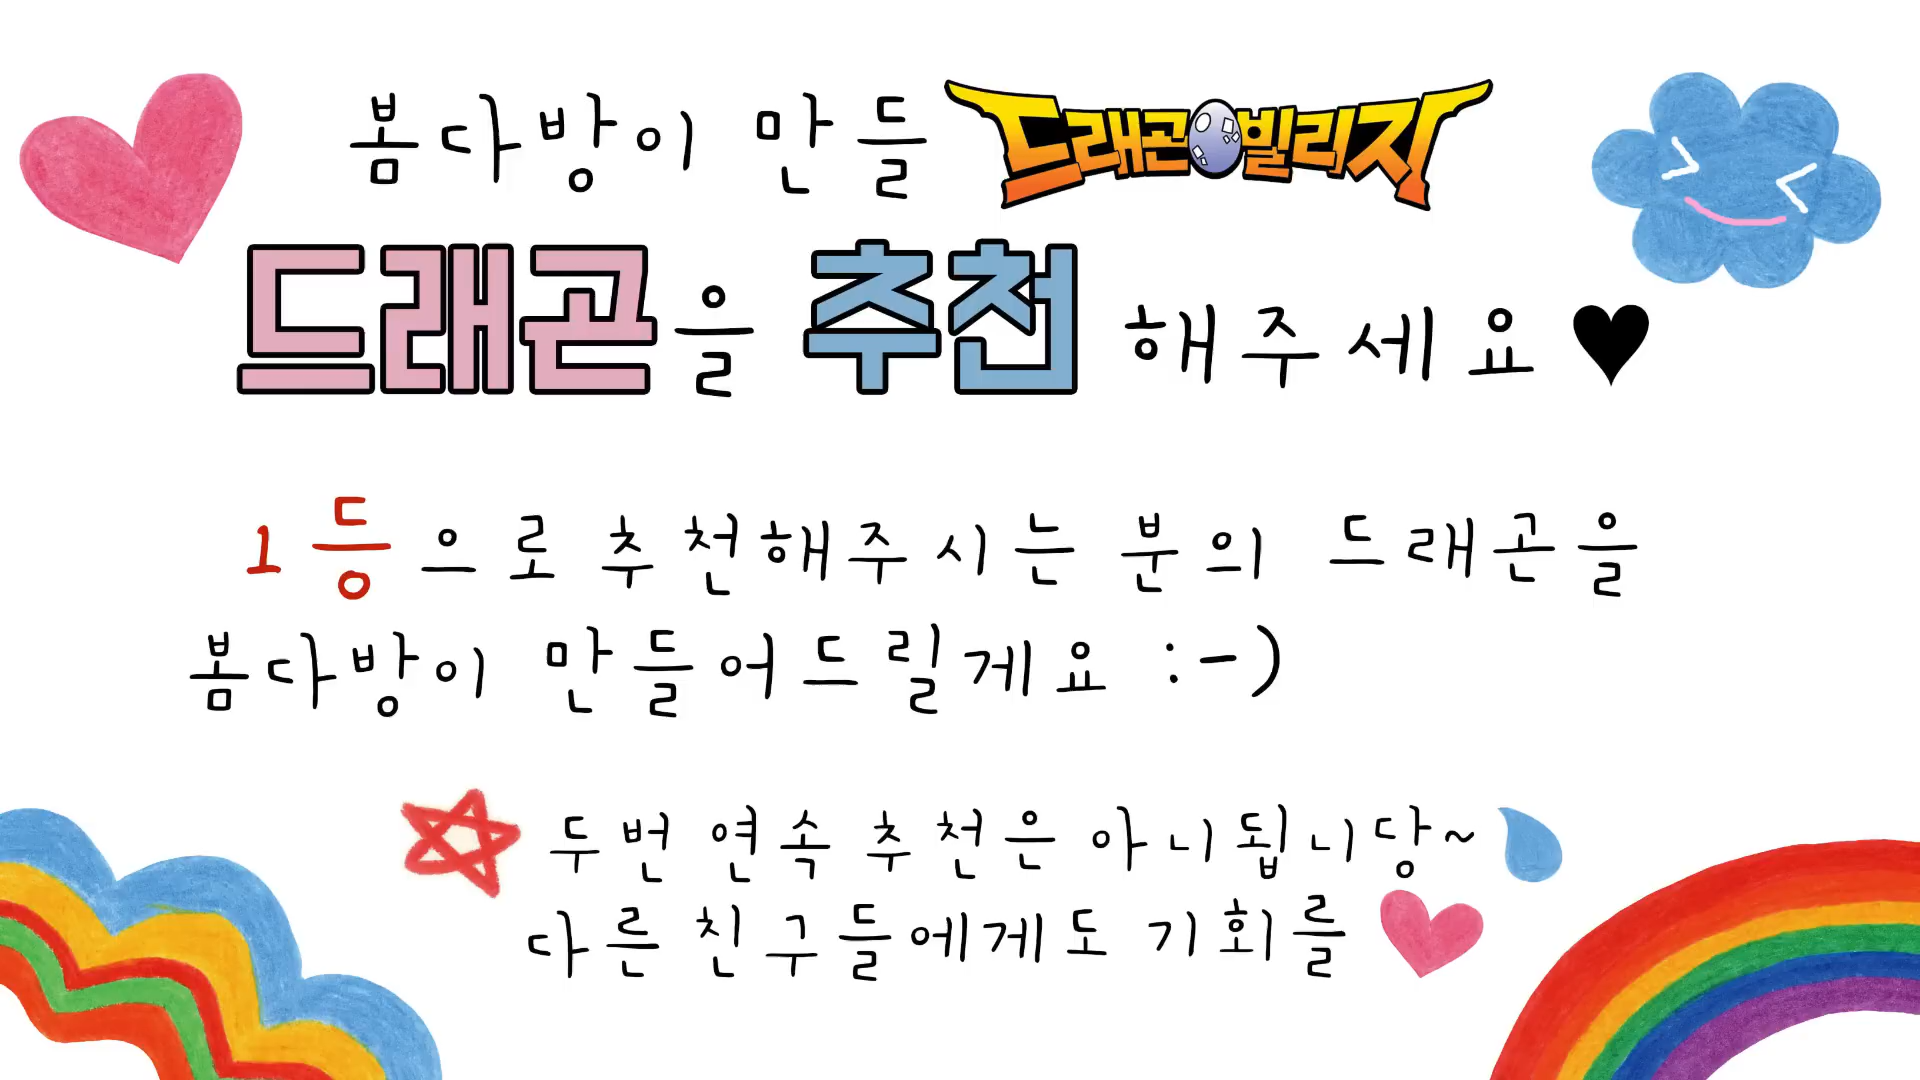 봄다방이 만들 드래곤빌리지
드래곤을 추천 해주세요 ♥
1등으로 추천해주시는 분의 드래곤을
봄다방이 만들어드릴게요 :-)
두번 연속 추천은 아니됩니당~
다른 친구들에게도 기회를